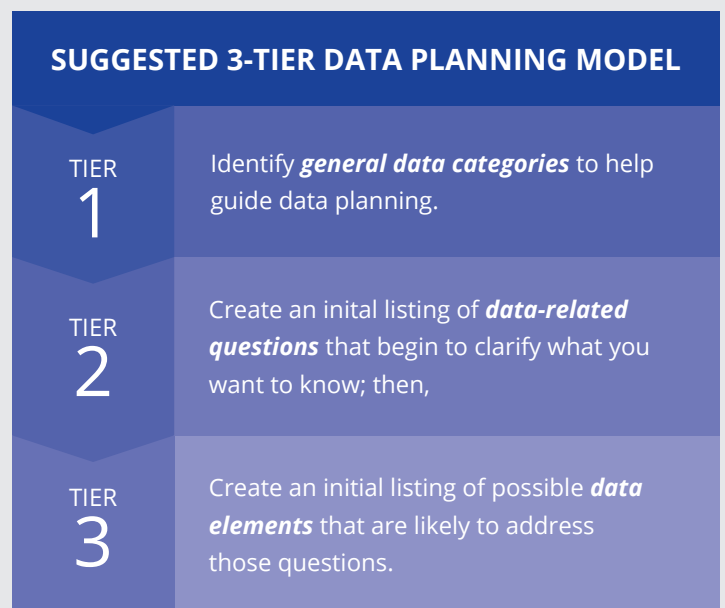 SUGGESTED 3-TIER DATA PLANNING MODEL
TIER
1
Identify general data categories to help
guide data planning.
TIER
2
Create an inital listing of data-related
questions that begin to clarify what you
want to know; then,
TIER
3
Create an initial listing of possible data
elements that are likely to address
those questions.